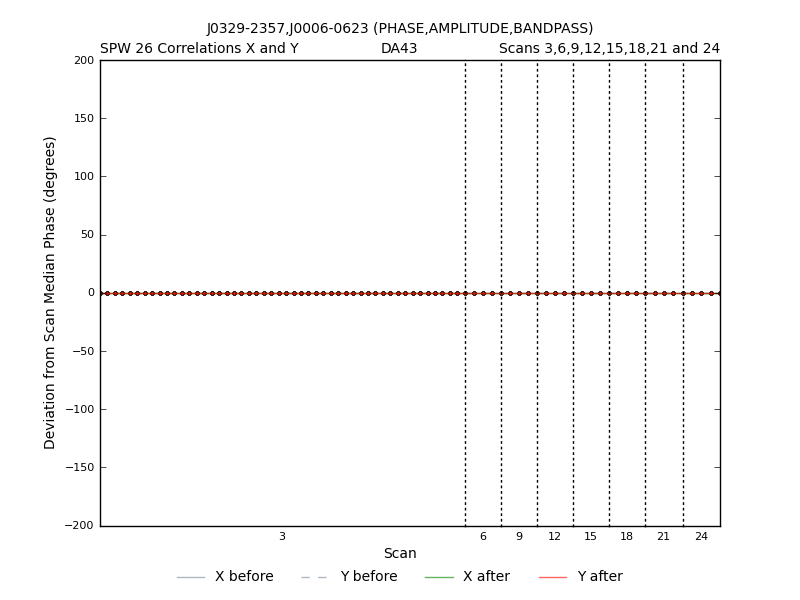 J0329-2357,J0006-0623 (PHASE,AMPLITUDE,BANDPASS)
SPW 26 Correlations X and Y DA43 Scans 3,6,9,12,15,18,21 and 24
200
150
100
50
0
−50
−100
−150
−200
Deviation from Scan Median Phase (degrees)
3 6 9 12 15 18 21 24
Scan
X before Y before X after Y after